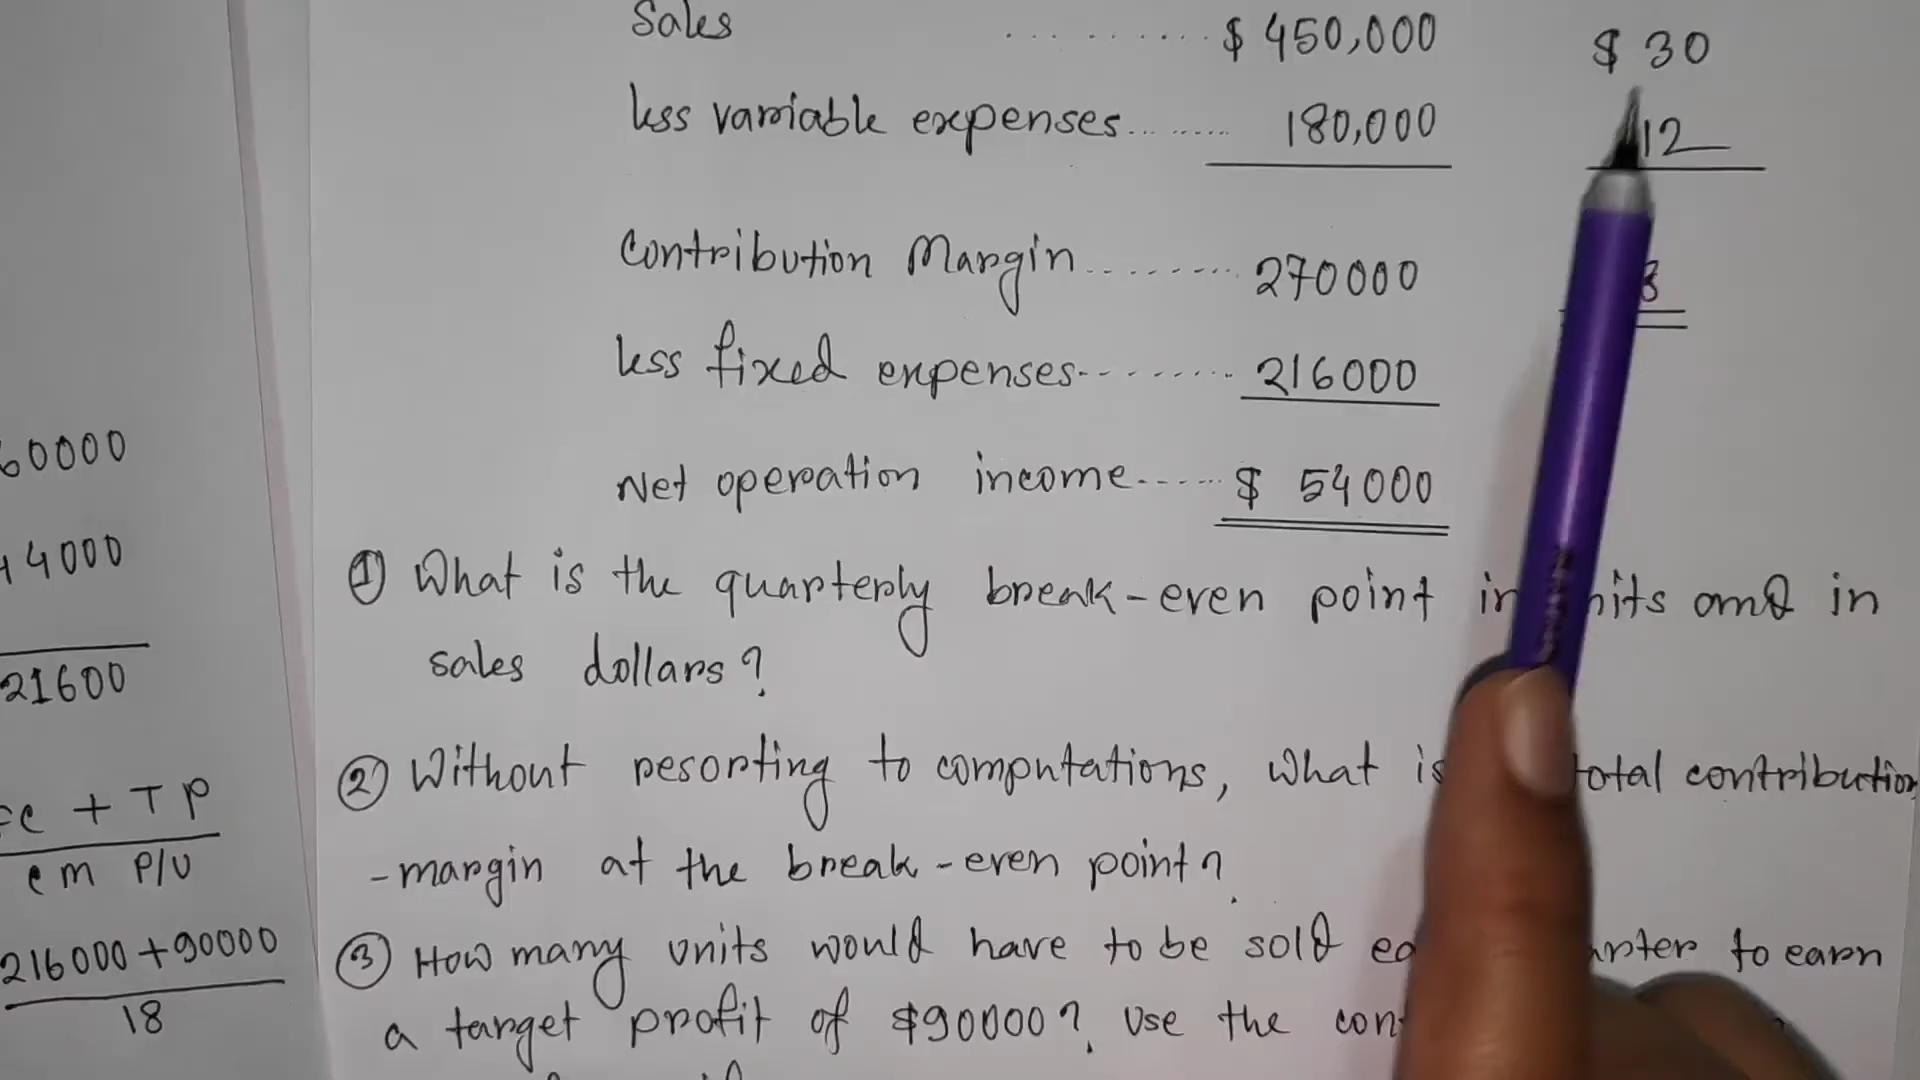 Sales .......... $ 450,000 $ 30
less variable expenses......... 180,000 12
Contribution Margin......... 270000
less fixed expenses.......... 216000
Net operation income...... $ 54000
① What is the quarterly break-even point in and in
sales dollars?
② Without resorting to computations, what is total contribution
-margin at the break-even point?
③ How many units would have to be sold to earn
a target profit of $90000? Use the
60000
4000
21600
+ TP
cm P/U
216000+90000
18